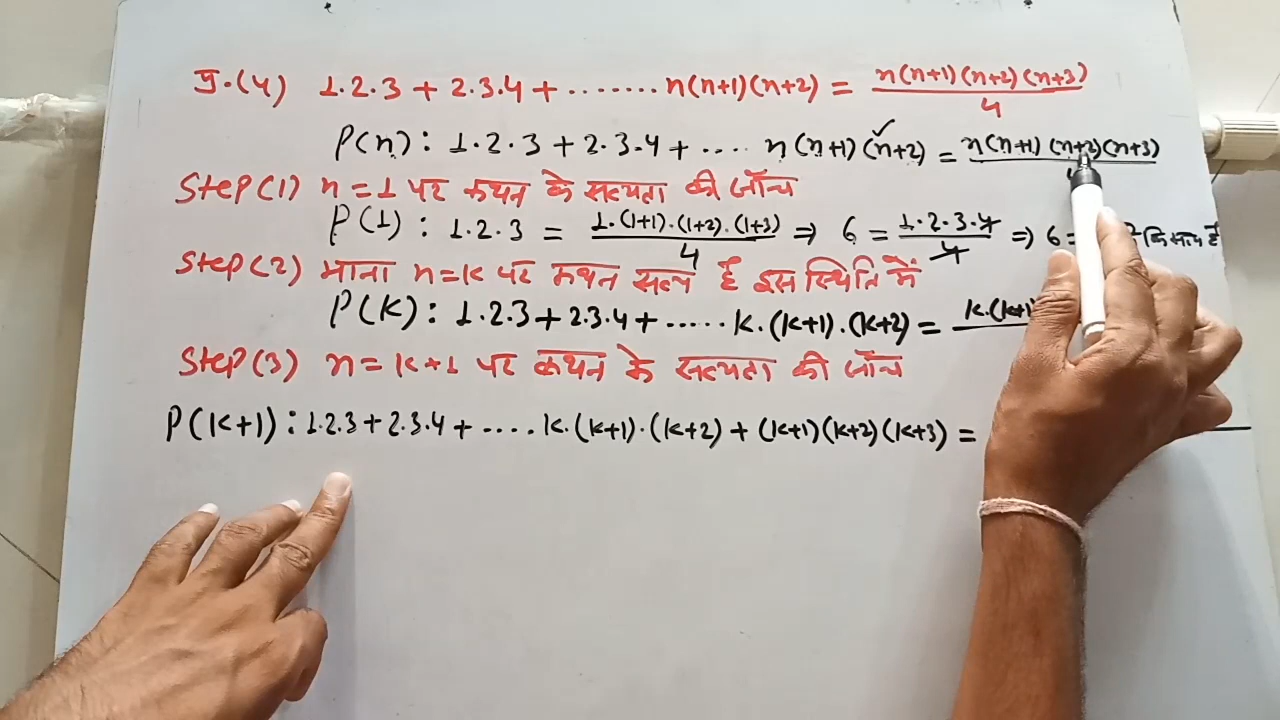 प्र.(4) 1.2.3 + 2.3.4 + ....... n(n+1)(n+2) = n(n+1)(n+2)(n+3)/4
P(n): 1.2.3 + 2.3.4 + .... n(n+1)(n+2) = n(n+1)(n+2)(n+3)
Step(1) n=1 पर कथन के सत्यता की जाँच
P(1): 1.2.3 = 1.(1+1).(1+2).(1+3)/4 ⇒ 6 = 1.2.3.4/4 ⇒ 6=
Step(2) माना n=K पर कथन सत्य है इस स्थिति में
P(K): 1.2.3 + 2.3.4 + ..... K.(K+1).(K+2) = K.(K+1)
Step(3) n=K+1 पर कथन के सत्यता की जाँच
P(K+1): 1.2.3 + 2.3.4 + .... K.(K+1).(K+2) + (K+1)(K+2)(K+3) =